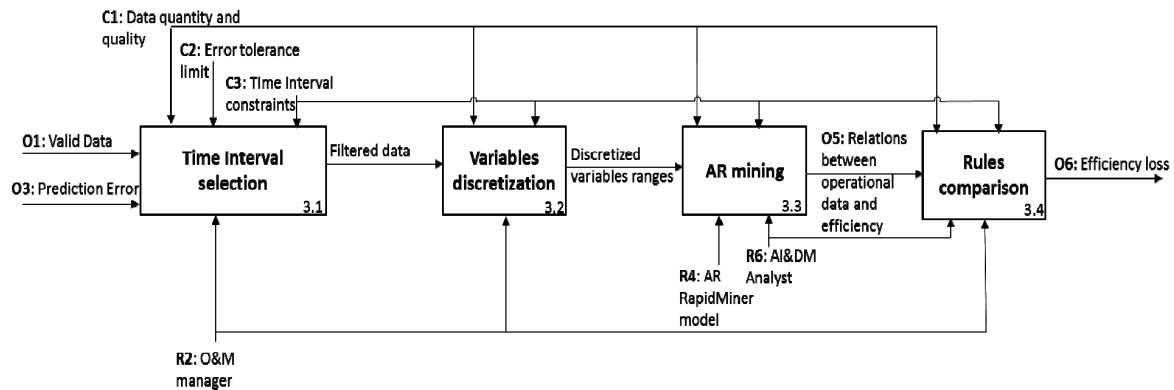 C1: Data quantity and
quality
C2: Error tolerance
limit
C3: Time Interval
constraints
O1: Valid Data
O3: Prediction Error
Time Interval
selection
3.1
Filtered data
Variables
discretization
3.2
Discretized
variables ranges
AR mining
3.3
O5: Relations
between
operational
data and
efficiency
Rules
comparison
3.4
O6: Efficiency loss
R4: AR
RapidMiner
model
R6: AI&DM
Analyst
R2: O&M
manager